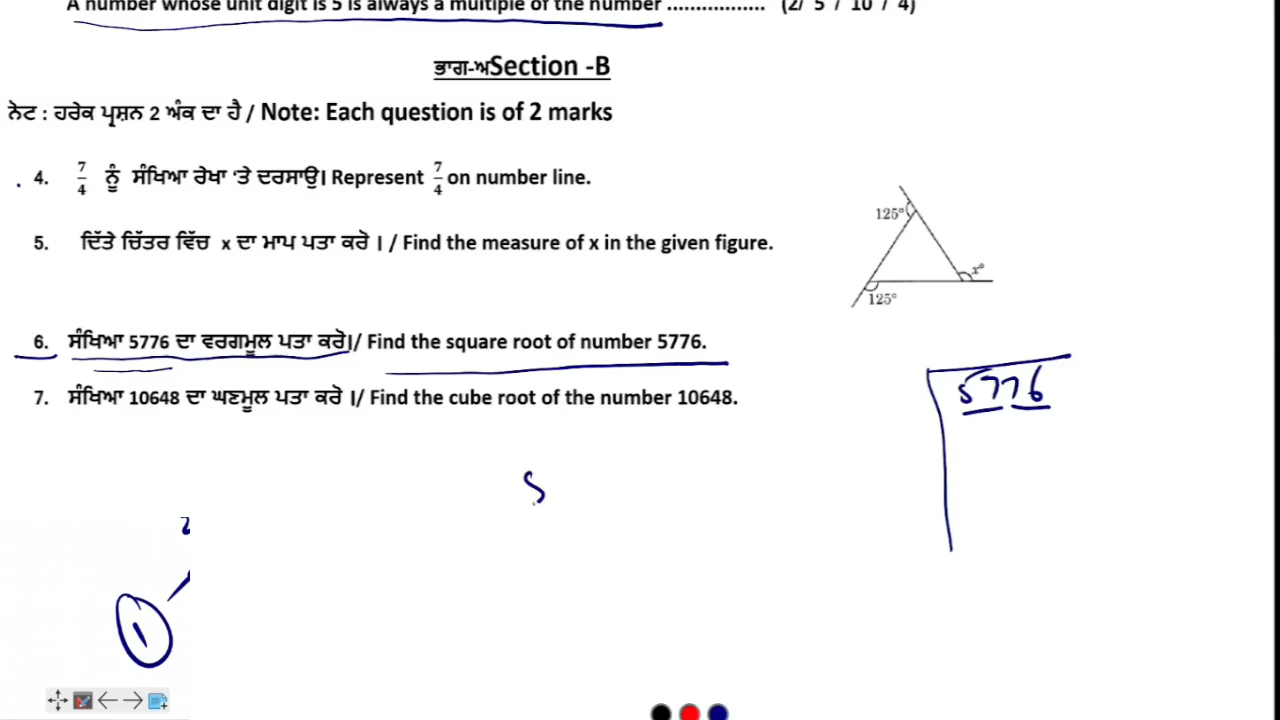 A number whose unit digit is 5 is always a multiple of the number ................. (2/ 5 / 10 / 4)
ਭਾਗ-ਅSection -B
ਨੋਟ : ਹਰੇਕ ਪ੍ਰਸ਼ਨ 2 ਅੰਕ ਦਾ ਹੈ / Note: Each question is of 2 marks
4. 7/4 ਨੂੰ ਸੰਖਿਆ ਰੇਖਾ 'ਤੇ ਦਰਸਾਉ। Represent 7/4 on number line.
5. ਦਿੱਤੇ ਚਿੱਤਰ ਵਿੱਚ x ਦਾ ਮਾਪ ਪਤਾ ਕਰੋ । / Find the measure of x in the given figure.
125°
x°
125°
6. ਸੰਖਿਆ 5776 ਦਾ ਵਰਗਮੂਲ ਪਤਾ ਕਰੋ।/ Find the square root of number 5776.
5776
7. ਸੰਖਿਆ 10648 ਦਾ ਘਣਮੂਲ ਪਤਾ ਕਰੋ ।/ Find the cube root of the number 10648.
1